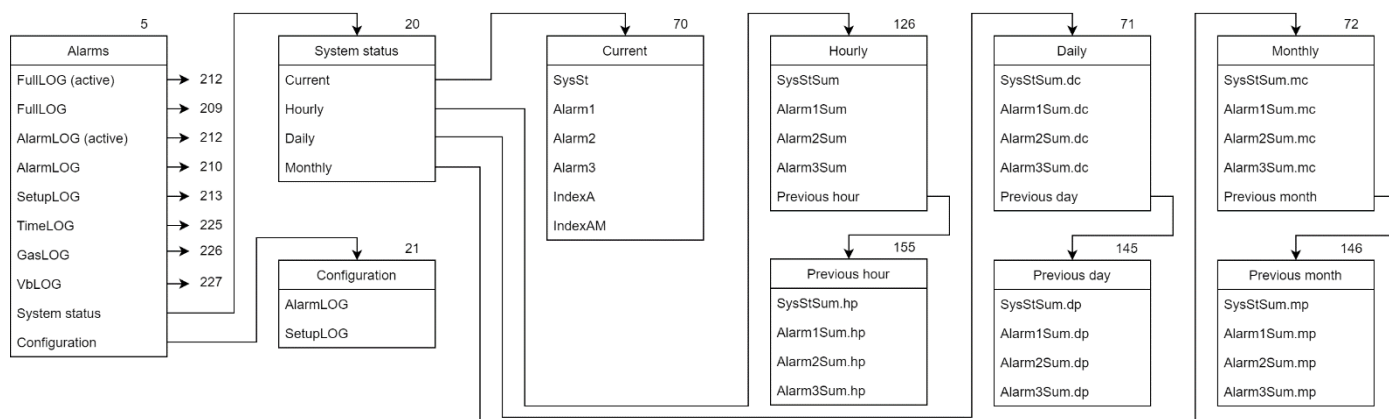 5
Alarms
FullLOG (active)
212
FullLOG
209
AlarmLOG (active)
212
AlarmLOG
210
SetupLOG
213
TimeLOG
225
GasLOG
226
VbLOG
227
System status
Configuration
20
System status
Current
Hourly
Daily
Monthly
21
Configuration
AlarmLOG
SetupLOG
70
Current
SysSt
Alarm1
Alarm2
Alarm3
IndexA
IndexAM
126
Hourly
SysStSum
Alarm1Sum
Alarm2Sum
Alarm3Sum
Previous hour
155
Previous hour
SysStSum.hp
Alarm1Sum.hp
Alarm2Sum.hp
Alarm3Sum.hp
71
Daily
SysStSum.dc
Alarm1Sum.dc
Alarm2Sum.dc
Alarm3Sum.dc
Previous day
145
Previous day
SysStSum.dp
Alarm1Sum.dp
Alarm2Sum.dp
Alarm3Sum.dp
72
Monthly
SysStSum.mc
Alarm1Sum.mc
Alarm2Sum.mc
Alarm3Sum.mc
Previous month
146
Previous month
SysStSum.mp
Alarm1Sum.mp
Alarm2Sum.mp
Alarm3Sum.mp